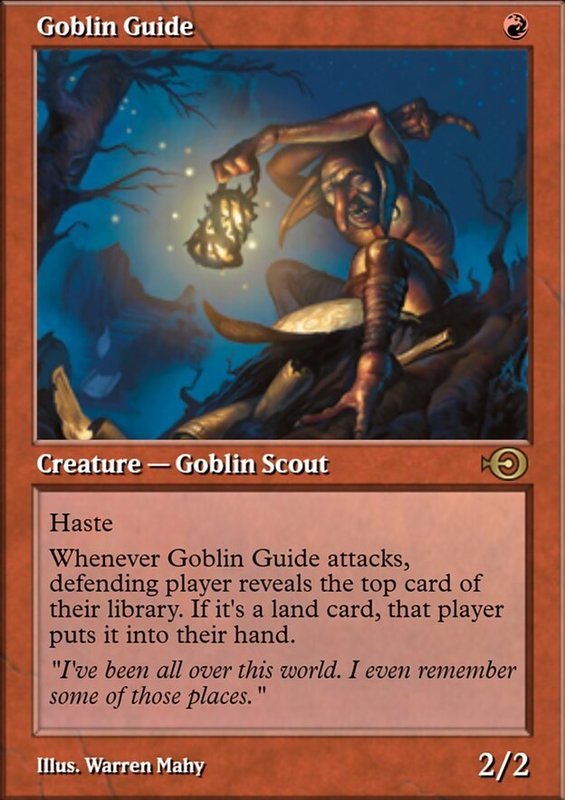 Goblin Guide
Creature — Goblin Scout
Haste
Whenever Goblin Guide attacks,
defending player reveals the top card of
their library. If it's a land card, that player
puts it into their hand.
"I've been all over this world. I even remember
some of those places."
Illus. Warren Mahy
2/2